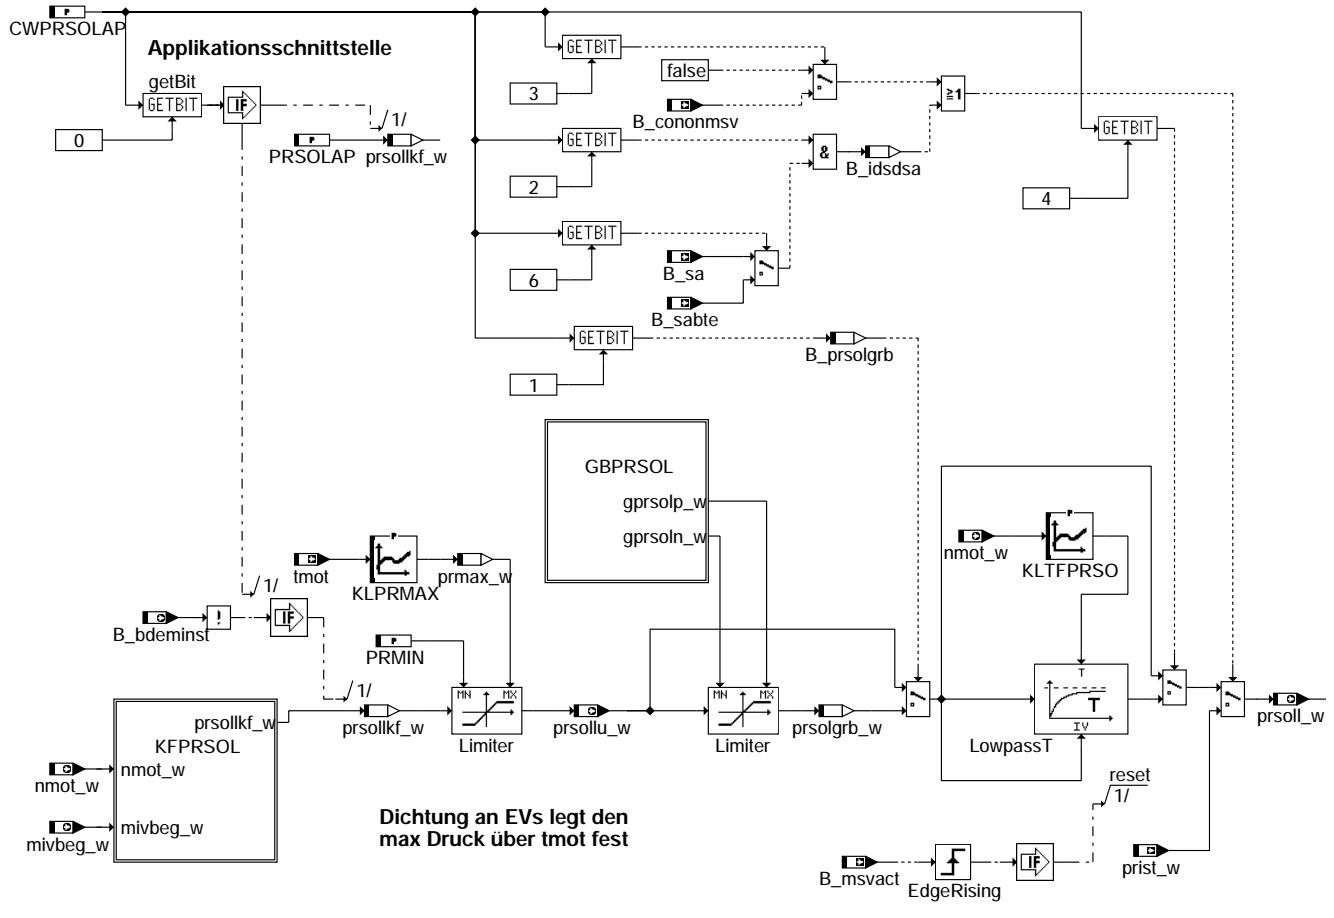 CWPRSOLAP
Applikationsschnittstelle
getBit
GETBIT
IF
0
1/
P
PRSOLAP
prsollkf_w
GETBIT
3
false
B_cononmsv
≥1
GETBIT
2
&
B_idsdsa
GETBIT
4
GETBIT
6
B_sa
B_sabte
GETBIT
1
B_prsolgrb
GBPRSOL
gprsolp_w
gprsoln_w
tmot
P
KLPRMAX
prmax_w
nmot_w
P
KLTFPRSO
1/
B_bdeminst
!
IF
P
PRMIN
1/
MN
MX
Limiter
MN
MX
Limiter
T
T
IV
LowpassT
prsollkf_w
KFPRSOL
nmot_w
mivbeg_w
nmot_w
mivbeg_w
prsollkf_w
prsollu_w
prsolgrb_w
prsoll_w
Dichtung an EVs legt den
max Druck über tmot fest
reset
1/
B_msvact
EdgeRising
IF
prist_w